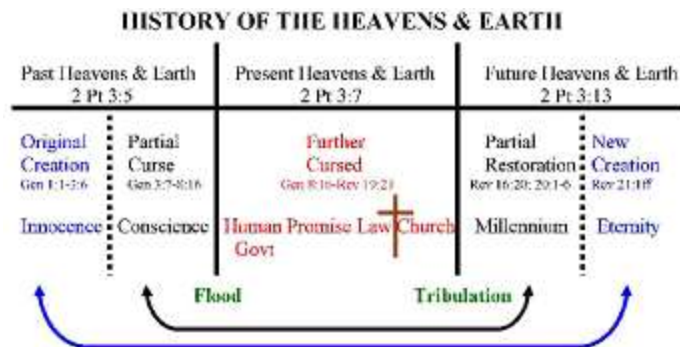 HISTORY OF THE HEAVENS & EARTH
Past Heavens & Earth
2 Pt 3:5
Present Heavens & Earth
2 Pt 3:7
Future Heavens & Earth
2 Pt 3:13
Original
Creation
Gen 1:1-3:6
Partial
Curse
Gen 3:7-8:16
Further
Cursed
Gen 8:16-Rev 19:21
Partial
Restoration
Rev 16:20; 20:1-6
New
Creation
Rev 21:1ff
Innocence
Conscience
Human Promise Law Church
Govt
Millennium
Eternity
Flood
Tribulation